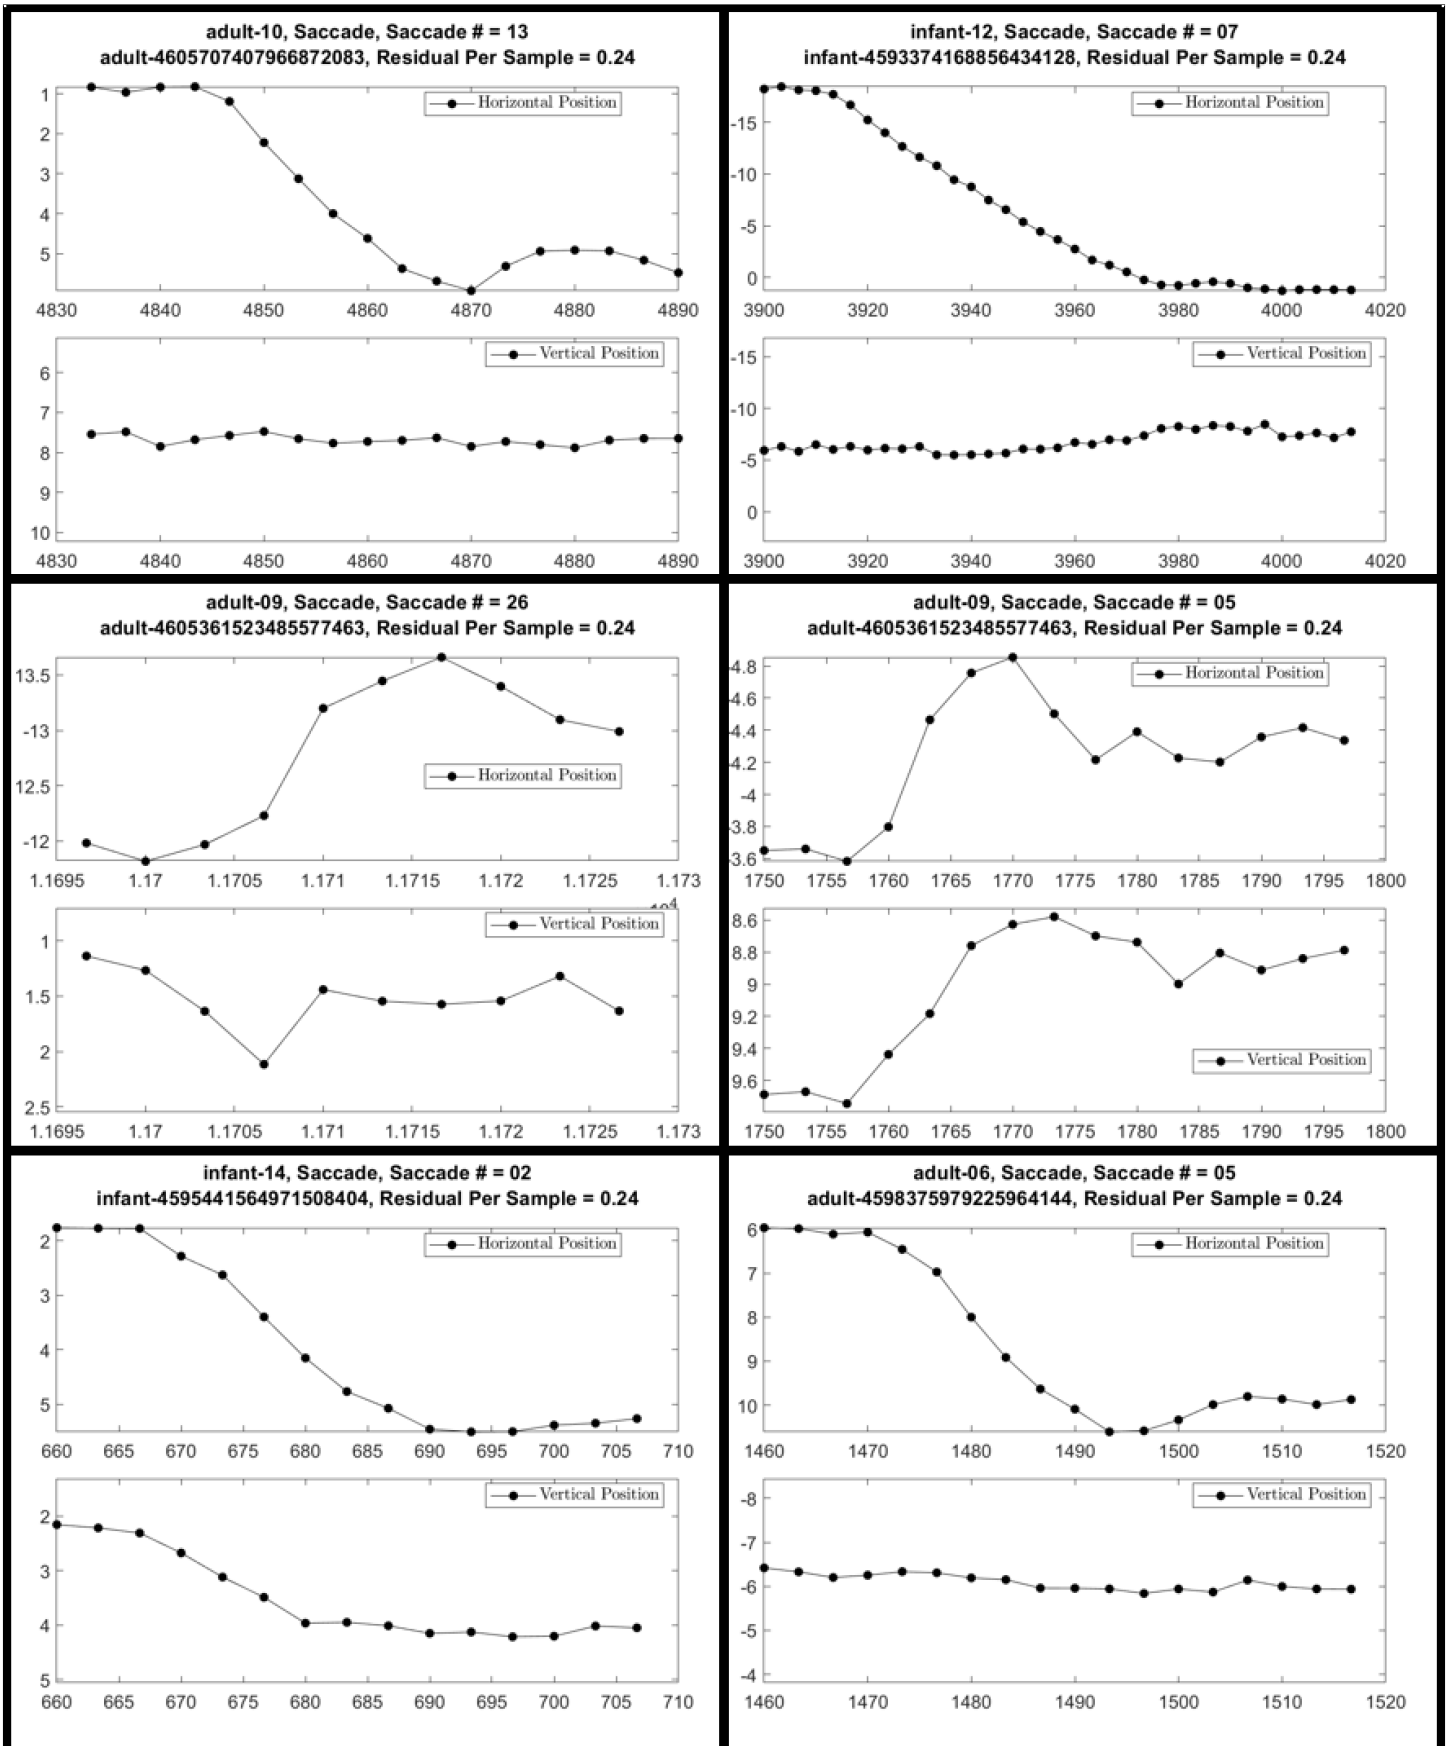 adult-10, Saccade, Saccade # = 13
adult-4605707407966872083, Residual Per Sample = 0.24
Horizontal Position
1
2
3
4
5
4830 4840 4850 4860 4870 4880 4890
Vertical Position
6
7
8
9
10
4830 4840 4850 4860 4870 4880 4890
infant-12, Saccade, Saccade # = 07
infant-4593374168856434128, Residual Per Sample = 0.24
Horizontal Position
-15
-10
-5
0
3900 3920 3940 3960 3980 4000 4020
Vertical Position
-15
-10
-5
0
3900 3920 3940 3960 3980 4000 4020
adult-09, Saccade, Saccade # = 26
adult-4605361523485577463, Residual Per Sample = 0.24
13.5
-13
Horizontal Position
12.5
-12
1.1695 1.17 1.1705 1.171 1.1715 1.172 1.1725 1.173
Vertical Position
1
1.5
2
2.5
1.1695 1.17 1.1705 1.171 1.1715 1.172 1.1725 1.173
adult-09, Saccade, Saccade # = 05
adult-4605361523485577463, Residual Per Sample = 0.24
-4.8
Horizontal Position
-4.6
-4.4
-4.2
-4
-3.8
-3.6
1750 1755 1760 1765 1770 1775 1780 1785 1790 1795 1800
8.6
8.8
9
9.2
9.4
Vertical Position
9.6
1750 1755 1760 1765 1770 1775 1780 1785 1790 1795 1800
infant-14, Saccade, Saccade # = 02
infant-4595441564971508404, Residual Per Sample = 0.24
Horizontal Position
2
3
4
5
660 665 670 675 680 685 690 695 700 705 710
Vertical Position
2
3
4
5
660 665 670 675 680 685 690 695 700 705 710
adult-06, Saccade, Saccade # = 05
adult-4598375979225964144, Residual Per Sample = 0.24
6
Horizontal Position
7
8
9
10
1460 1470 1480 1490 1500 1510 1520
Vertical Position
-8
-7
-6
-5
-4
1460 1470 1480 1490 1500 1510 1520